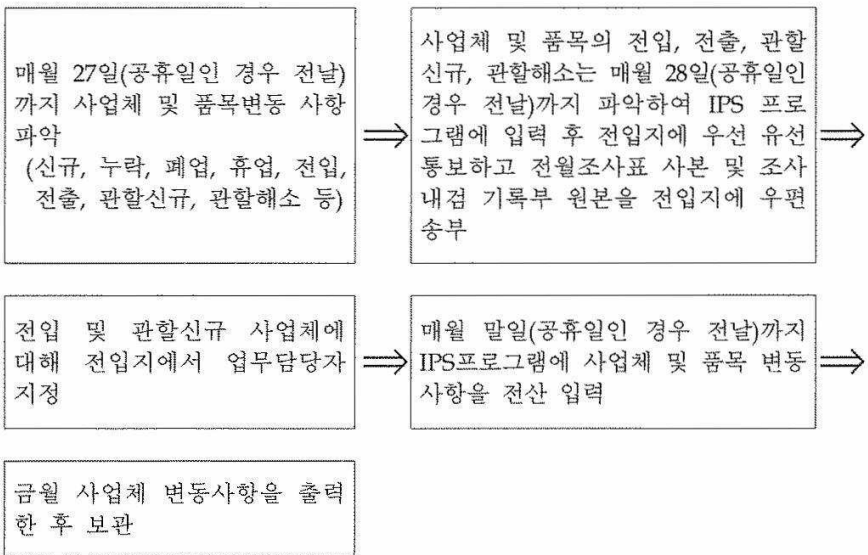 매월 27일(공휴일인 경우 전날)
까지 사업체 및 품목변동 사항
파악
(신규, 누락, 폐업, 휴업, 전입,
전출, 관할신규, 관할해소 등)
사업체 및 품목의 전입, 전출, 관할
신규, 관할해소는 매월 28일(공휴일인
경우 전날)까지 파악하여 IPS 프로
그램에 입력 후 전입지에 우선 유선
통보하고 전월조사표 사본 및 조사
내검 기록부 원본을 전입지에 우편
송부
전입 및 관할신규 사업체에
대해 전입지에서 업무담당자
지정
매월 말일(공휴일인 경우 전날)까지
IPS프로그램에 사업체 및 품목 변동
사항을 전산 입력
금월 사업체 변동사항을 출력
한 후 보관